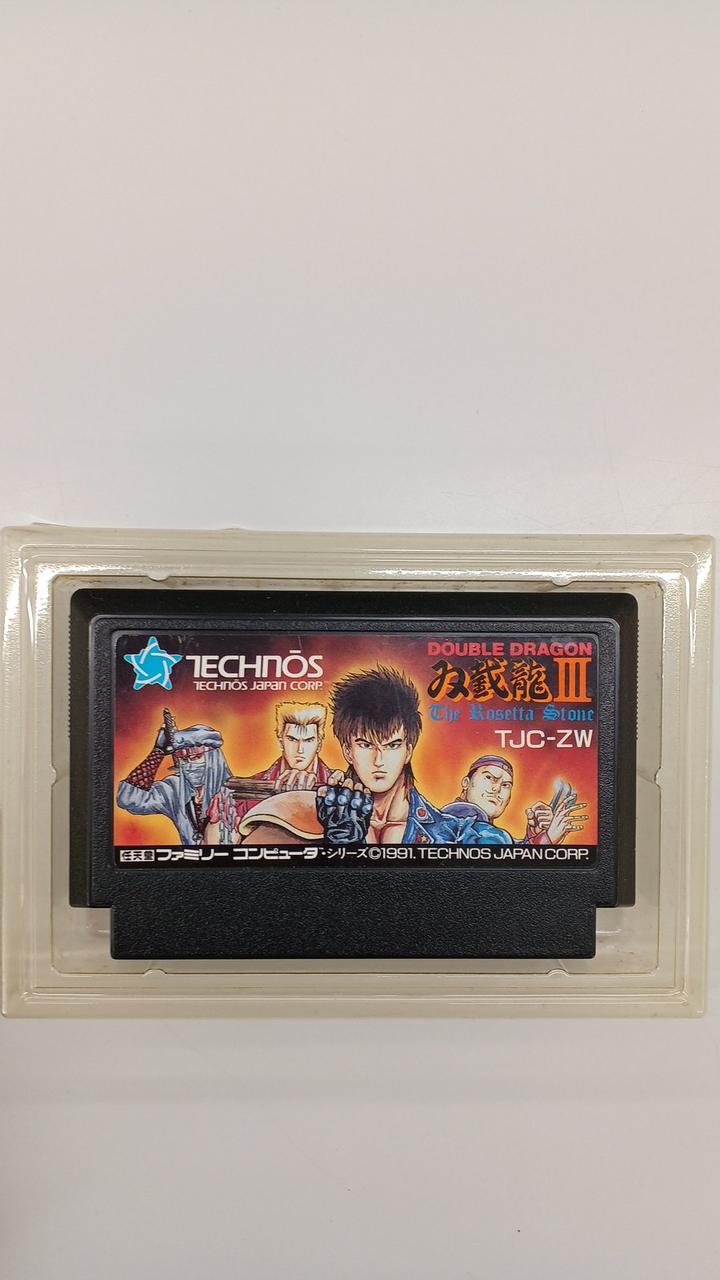 TECHNŌS
TECHNŌS JAPAN CORP.
DOUBLE DRAGON
双截龍III
The Rosetta Stone
TJC-ZW
任天堂 ファミリー コンピュータ・シリーズ©1991.TECHNOS JAPAN CORP.